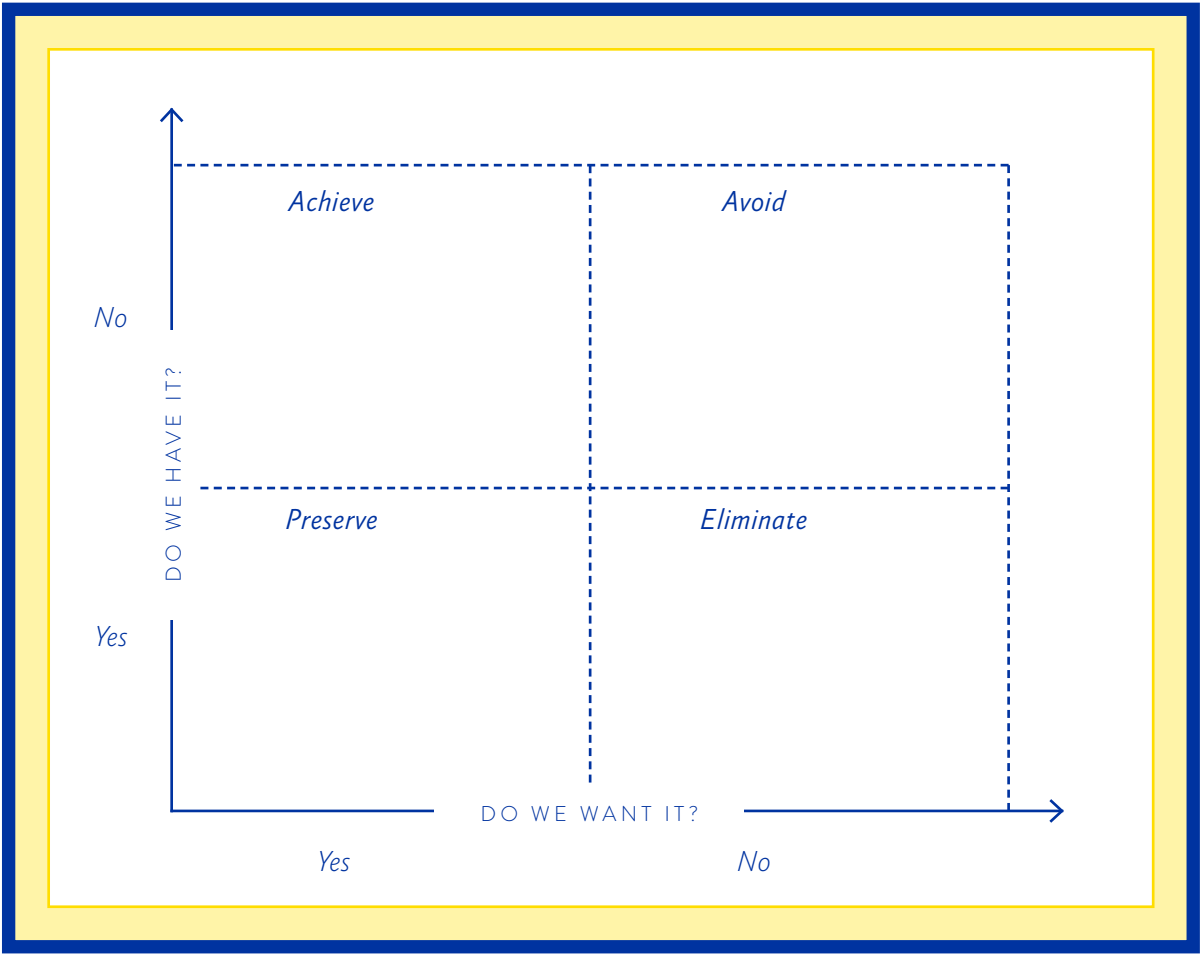 Achieve
Avoid
No
DO WE HAVE IT?
Preserve
Eliminate
Yes
DO WE WANT IT?
Yes
No